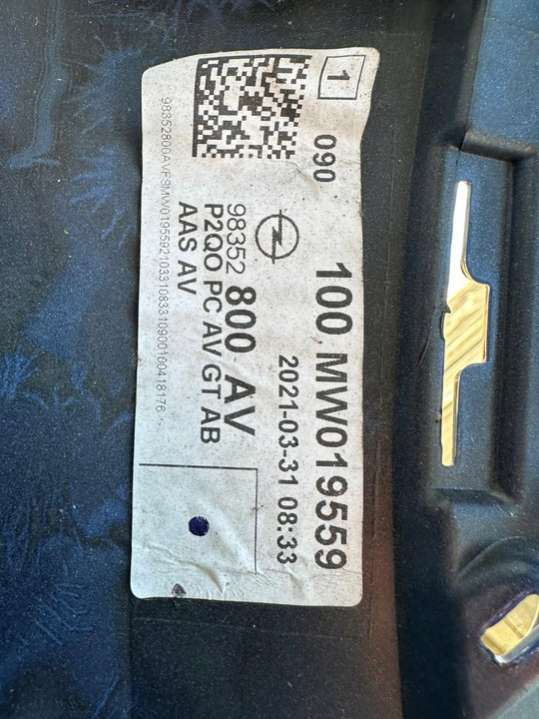 1
090
100 MW019559
2021-03-31 08:33
98352 800 AV
P2QO PC AV GT AB
AAS AV